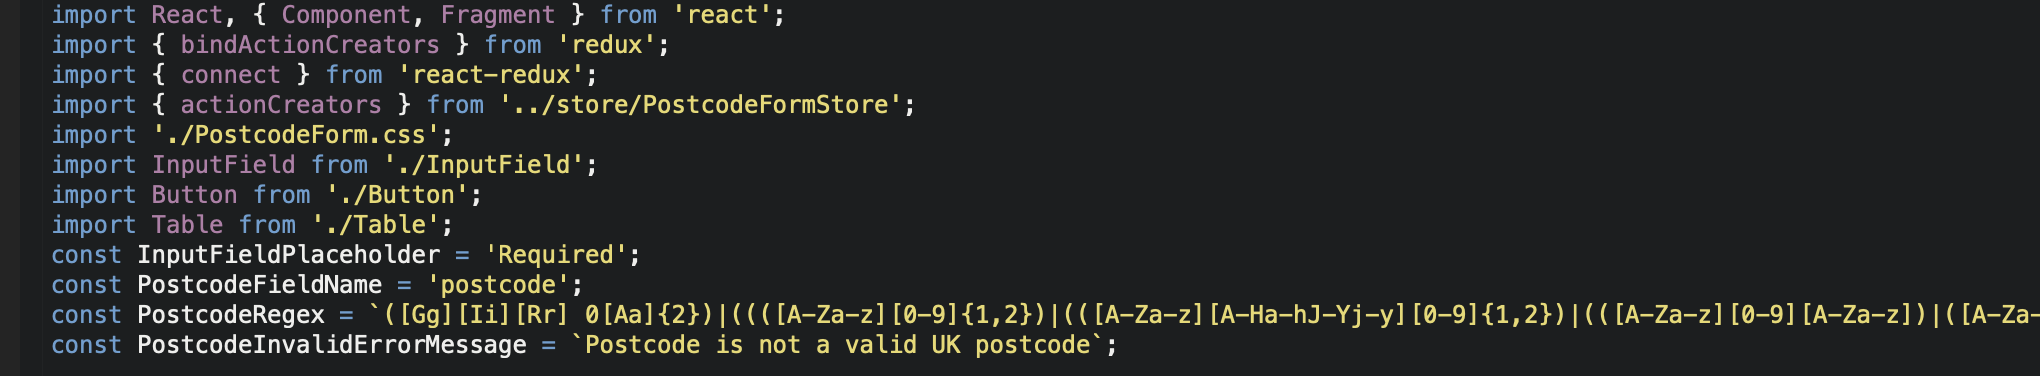 import React, { Component, Fragment } from 'react';
import { bindActionCreators } from 'redux';
import { connect } from 'react-redux';
import { actionCreators } from '../store/PostcodeFormStore';
import './PostcodeForm.css';
import InputField from './InputField';
import Button from './Button';
import Table from './Table';
const InputFieldPlaceholder = 'Required';
const PostcodeFieldName = 'postcode';
const PostcodeRegex = `([Gg][Ii][Rr] 0[Aa]{2})|((([A-Za-z][0-9]{1,2})|(([A-Za-z][A-Ha-hJ-Yj-y][0-9]{1,2})|(([A-Za-z][0-9][A-Za-z])|([A-Za-
const PostcodeInvalidErrorMessage = `Postcode is not a valid UK postcode`;